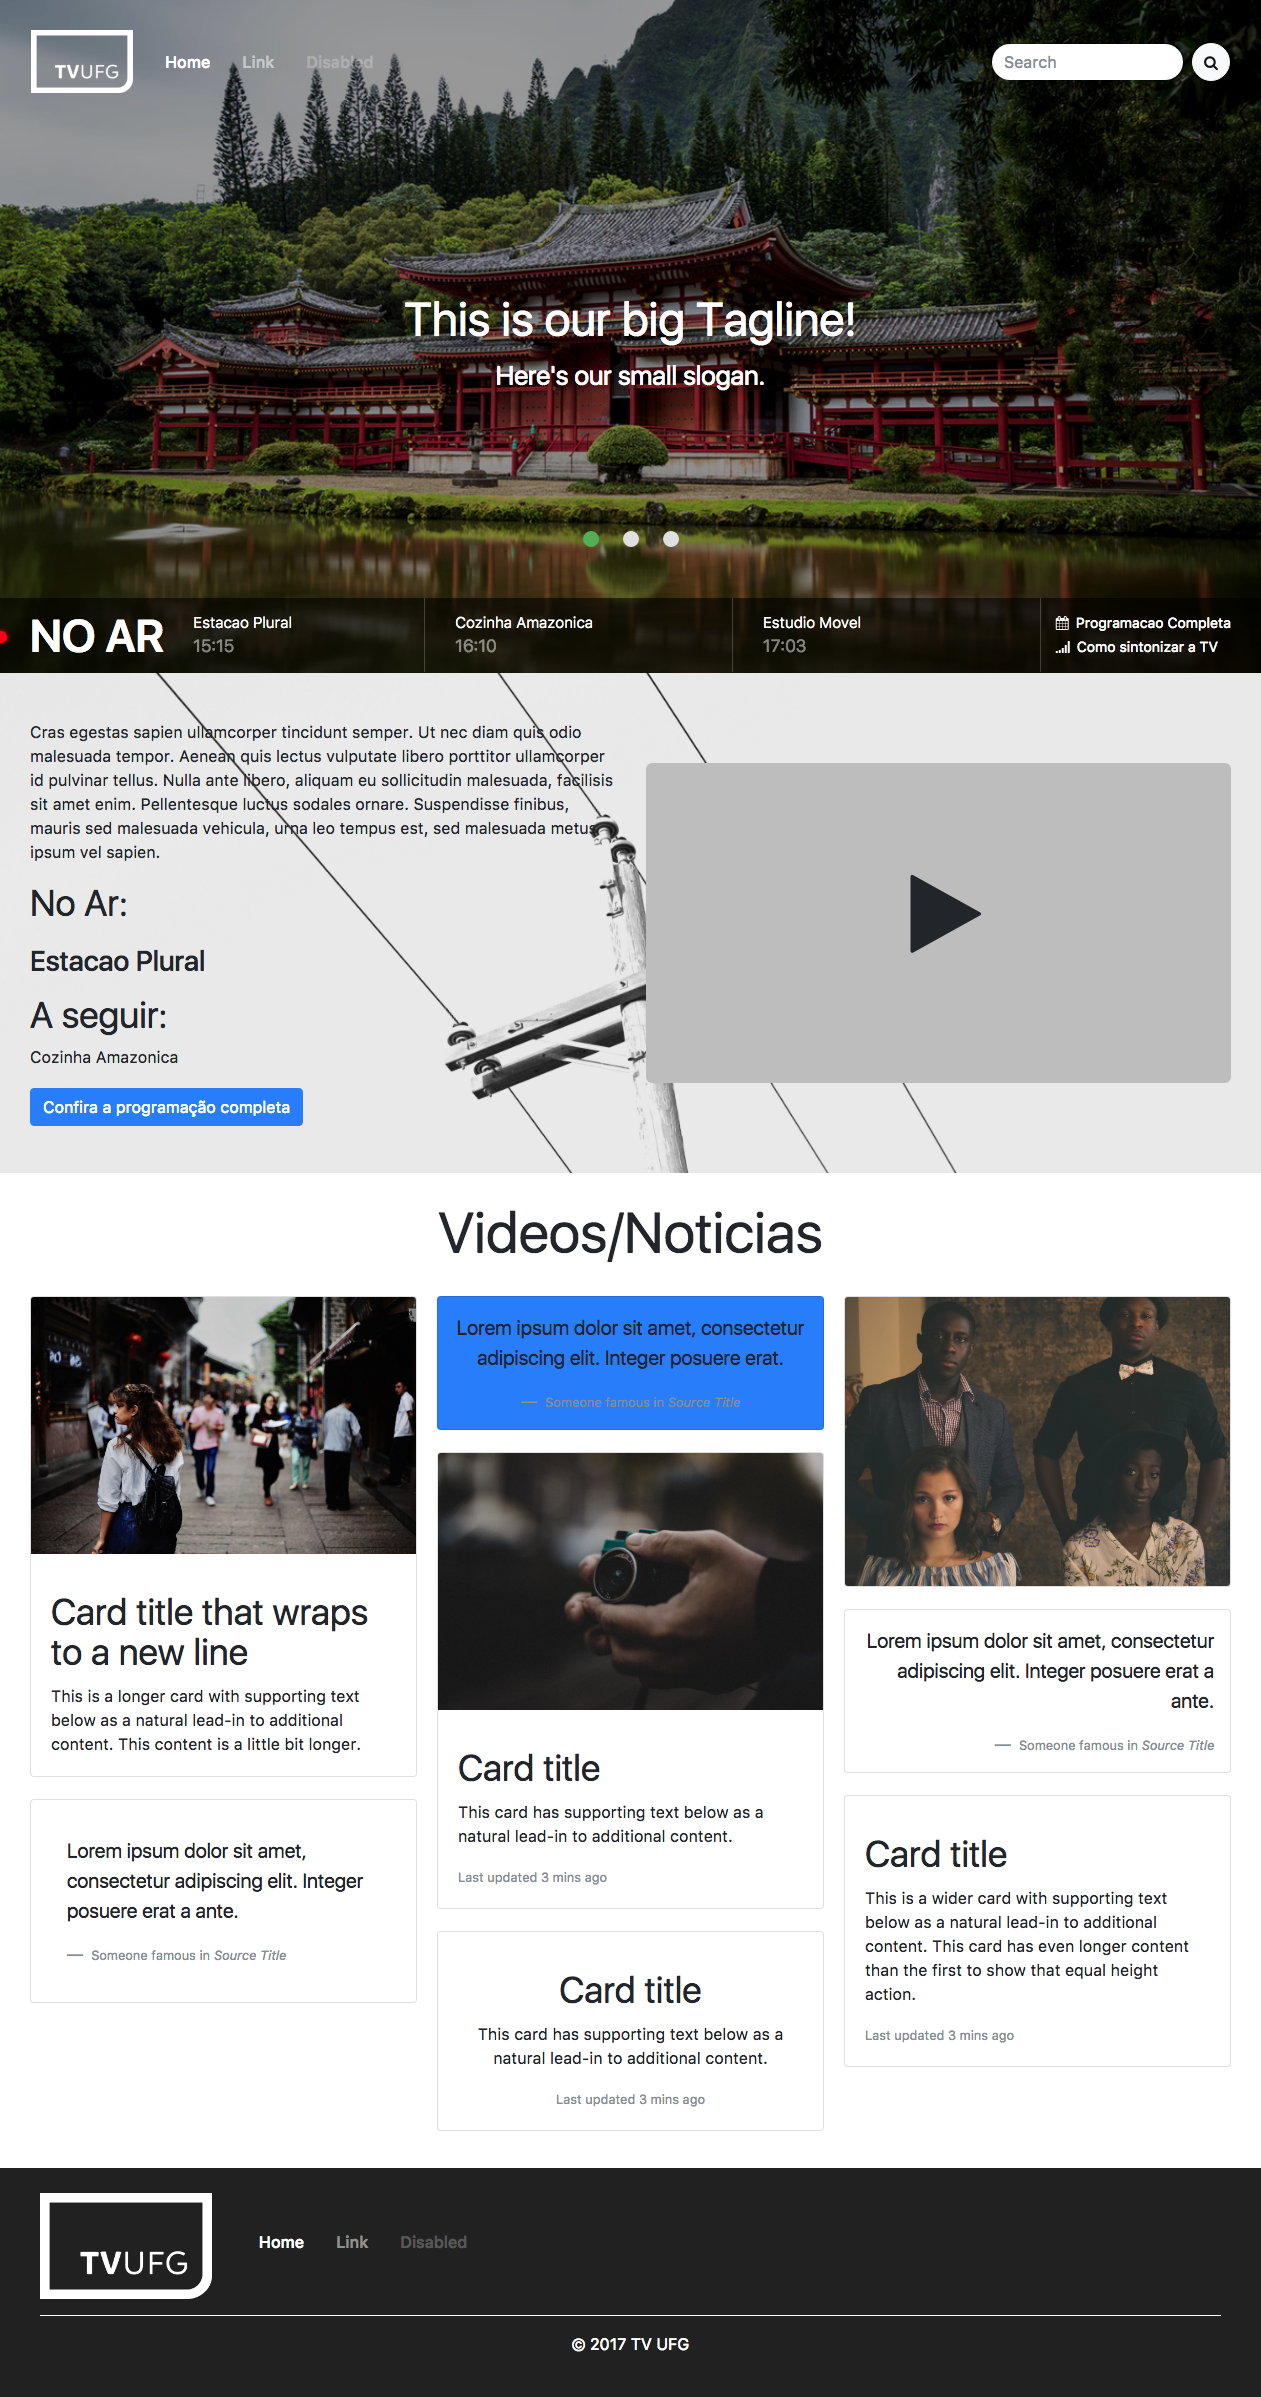 TVUFG
Home Link Disabled
Search
This is our big Tagline!
Here's our small slogan.
NO AR
Estacao Plural
15:15
Cozinha Amazonica
16:10
Estudio Movel
17:03
Programacao Completa
Como sintonizar a TV
Cras egestas sapien ullamcorper tincidunt semper. Ut nec diam quis odio
malesuada tempor. Aenean quis lectus vulputate libero porttitor ullamcorper
id pulvinar tellus. Nulla ante libero, aliquam eu sollicitudin malesuada, facilisis
sit amet enim. Pellentesque luctus sodales ornare. Suspendisse finibus,
mauris sed malesuada vehicula, urna leo tempus est, sed malesuada metus
ipsum vel sapien.
No Ar:
Estacao Plural
A seguir:
Cozinha Amazonica
Confira a programação completa
Videos/Noticias
Card title that wraps
to a new line
This is a longer card with supporting text
below as a natural lead-in to additional
content. This content is a little bit longer.
Lorem ipsum dolor sit amet,
consectetur adipiscing elit. Integer
posuere erat a ante.
— Someone famous in Source Title
Lorem ipsum dolor sit amet, consectetur
adipiscing elit. Integer posuere erat.
— Someone famous in Source Title
Card title
This card has supporting text below as a
natural lead-in to additional content.
Last updated 3 mins ago
Card title
This card has supporting text below as a
natural lead-in to additional content.
Last updated 3 mins ago
Lorem ipsum dolor sit amet, consectetur
adipiscing elit. Integer posuere erat a
ante.
— Someone famous in Source Title
Card title
This is a wider card with supporting text
below as a natural lead-in to additional
content. This card has even longer content
than the first to show that equal height
action.
Last updated 3 mins ago
TVUFG
Home Link Disabled
© 2017 TV UFG